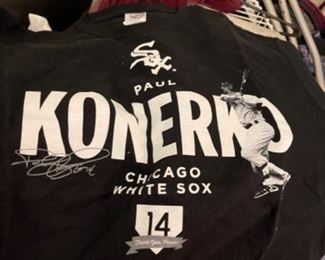 Sox
PAUL
KONERKO
CHICAGO
WHITE SOX
14
Thank You, Paulie!